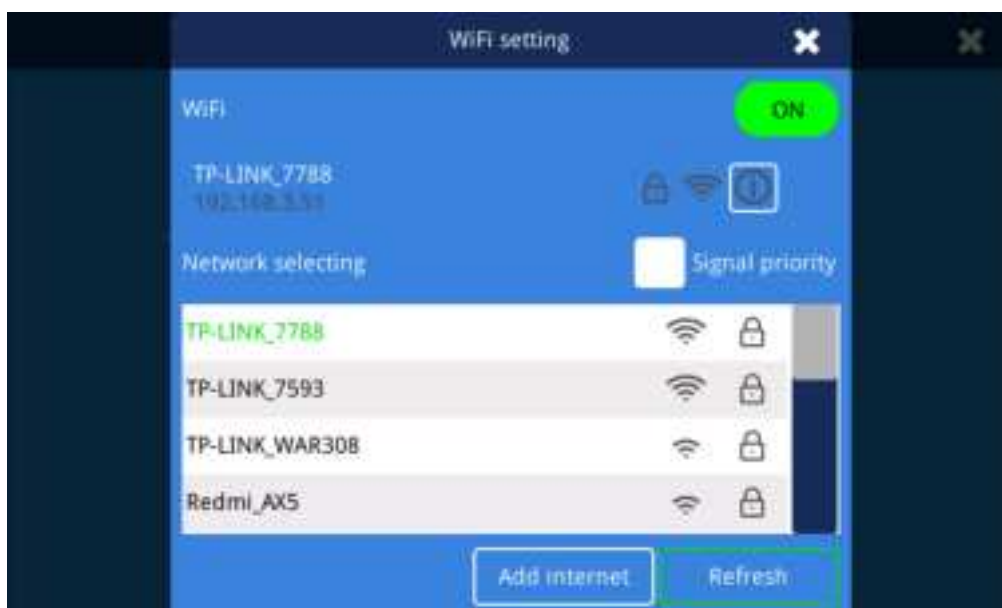 WiFi setting
WiFi ON
TP-LINK_7788
Network selecting Signal priority
TP-LINK_7788
TP-LINK_7593
TP-LINK_WAR308
Redmi_AX5
Add internet Refresh